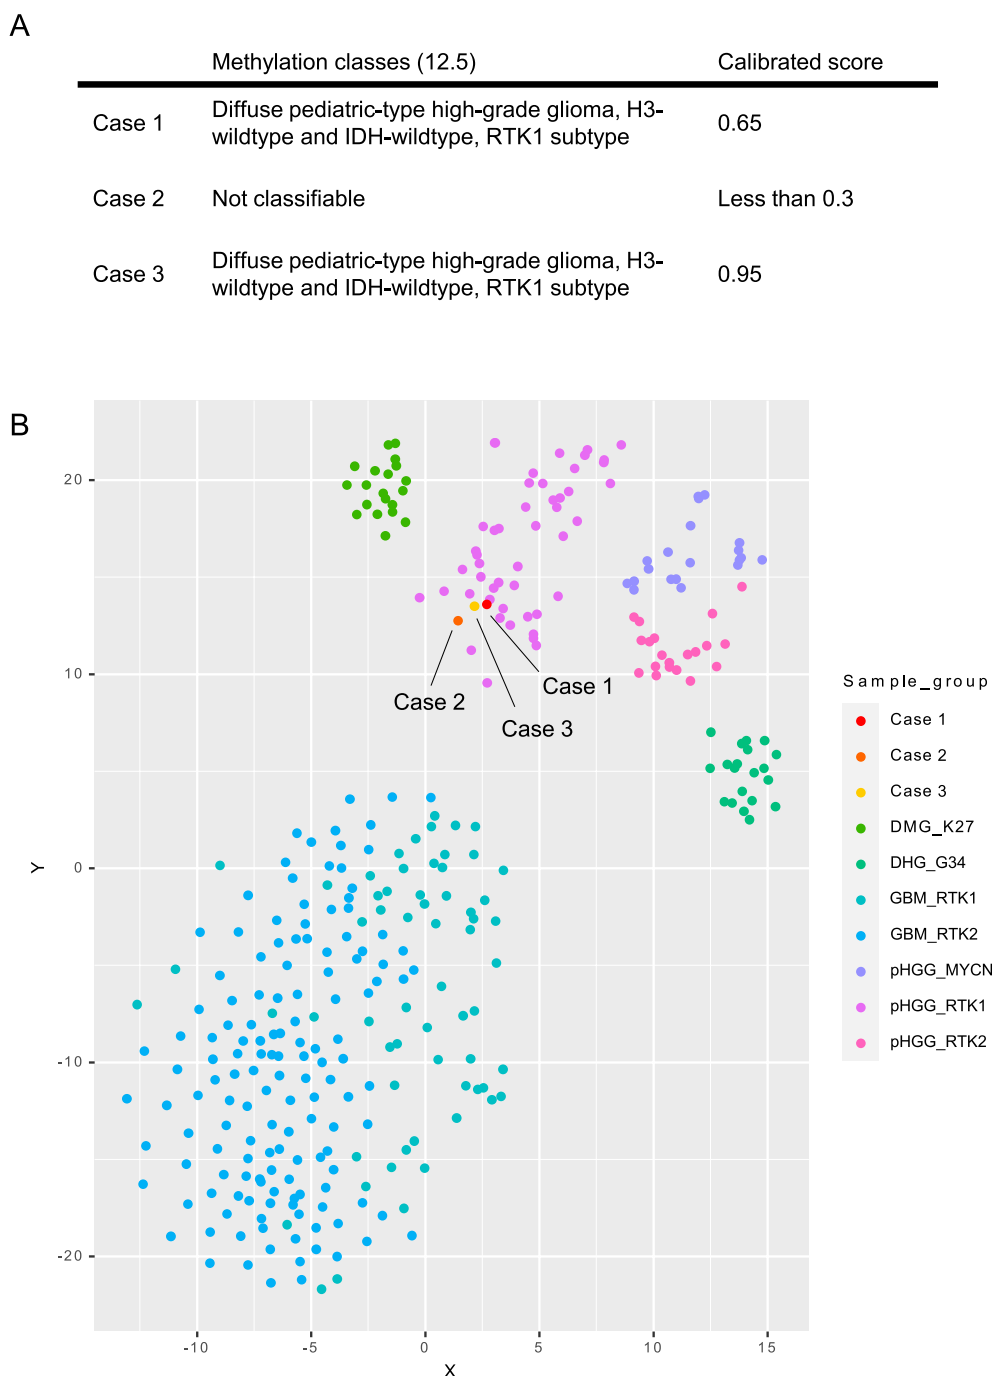 A
Methylation classes (12.5) Calibrated score
Case 1 Diffuse pediatric-type high-grade glioma, H3-
wildtype and IDH-wildtype, RTK1 subtype 0.65
Case 2 Not classifiable Less than 0.3
Case 3 Diffuse pediatric-type high-grade glioma, H3-
wildtype and IDH-wildtype, RTK1 subtype 0.95
B
20
10
0
-10
-20
Y
-10 -5 0 5 10 15
X
Case 2
Case 1
Case 3
Sample_group
Case 1
Case 2
Case 3
DMG_K27
DHG_G34
GBM_RTK1
GBM_RTK2
pHGG_MYCN
pHGG_RTK1
pHGG_RTK2